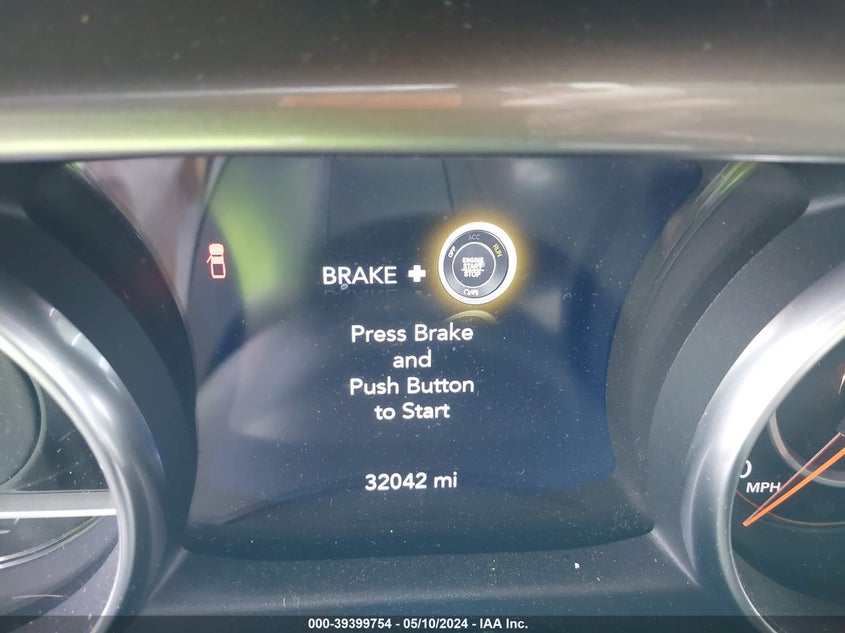 OFF ACC RUN
BRAKE + ENGINE
START
STOP
Press Brake
and
Push Button
to Start
32042 mi
0
MPH
000-39399754 - 05/10/2024 - IAA Inc.